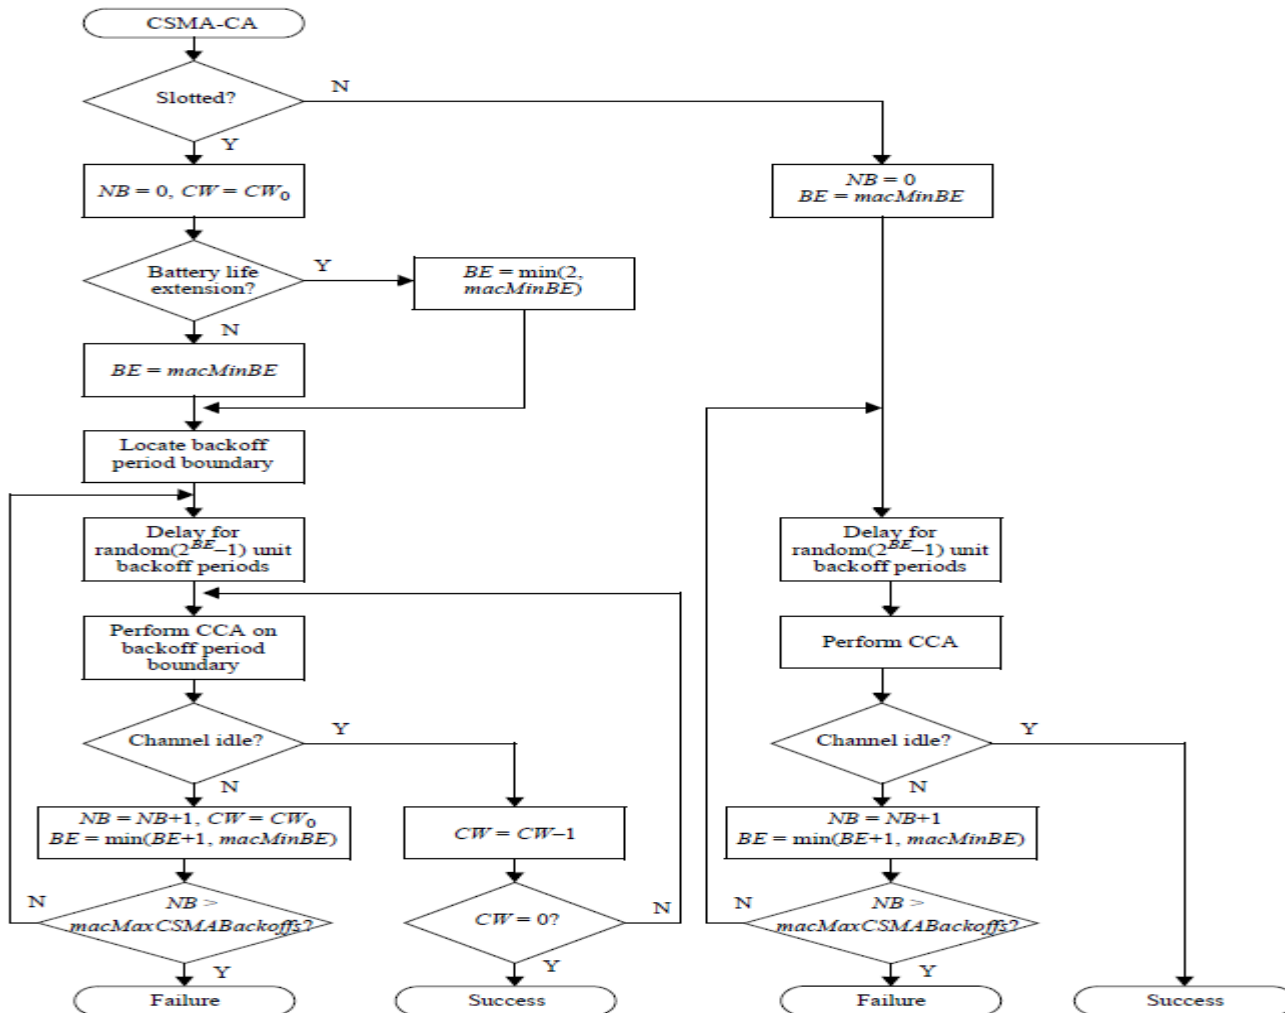 CSMA-CA
Slotted?
N
Y
NB = 0, CW = CW₀
NB = 0
BE = macMinBE
Battery life
extension?
Y
BE = min(2,
macMinBE)
N
BE = macMinBE
Locate backoff
period boundary
Delay for
random(2^BE–1) unit
backoff periods
Perform CCA on
backoff period
boundary
Channel idle?
Y
N
NB = NB+1, CW = CW₀
BE = min(BE+1, macMinBE)
CW = CW–1
N
NB >
macMaxCSMABackoffs?
Y
Failure
CW = 0?
N
Y
Success
Delay for
random(2^BE–1) unit
backoff periods
Perform CCA
Channel idle?
Y
N
NB = NB+1
BE = min(BE+1, macMinBE)
N
NB >
macMaxCSMABackoffs?
Y
Failure
Success